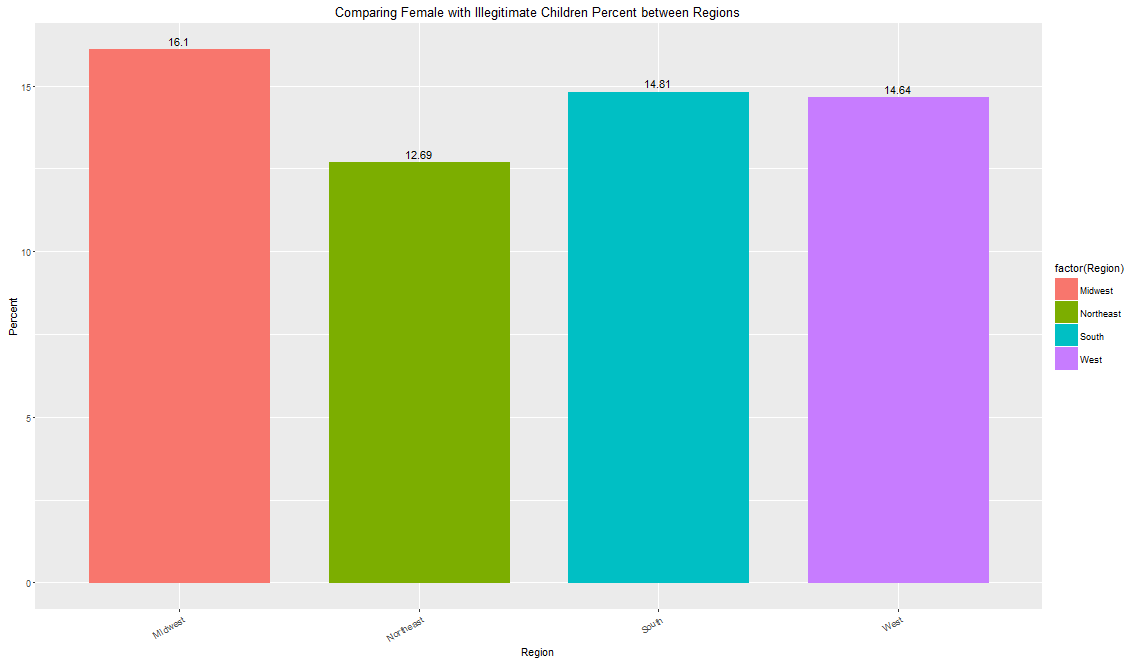 Comparing Female with Illegitimate Children Percent between Regions
16.1
12.69
14.81
14.64
15
10
5
0
Percent
Midwest
Northeast
South
West
Region
factor(Region)
Midwest
Northeast
South
West